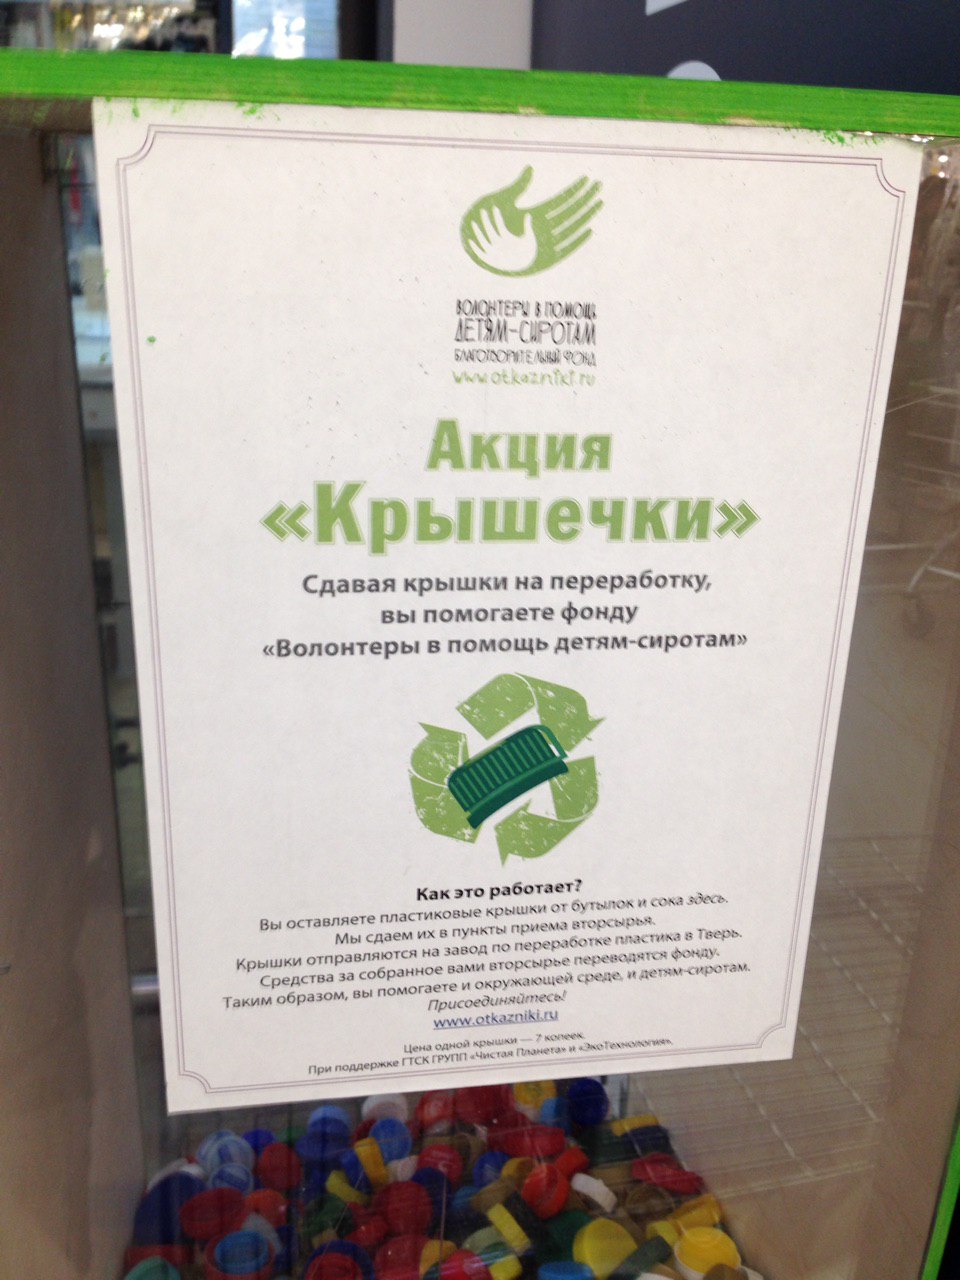 ВОЛОНТЕРЫ В ПОМОЩЬ
ДЕТЯМ-СИРОТАМ
БЛАГОТВОРИТЕЛЬНЫЙ ФОНД
www.otkazniki.ru
Акция
«Крышечки»
Сдавая крышки на переработку,
вы помогаете фонду
«Волонтеры в помощь детям-сиротам»
Как это работает?
Вы оставляете пластиковые крышки от бутылок и сока здесь.
Мы сдаем их в пункты приема вторсырья.
Крышки отправляются на завод по переработке пластика в Тверь.
Средства за собранное вами вторсырье переводятся фонду.
Таким образом, вы помогаете и окружающей среде, и детям-сиротам.
Присоединяйтесь!
www.otkazniki.ru
Цена одной крышки — 7 копеек.
При поддержке ГТСК ГРУПП «Чистая Планета» и «ЭкоТехнология».